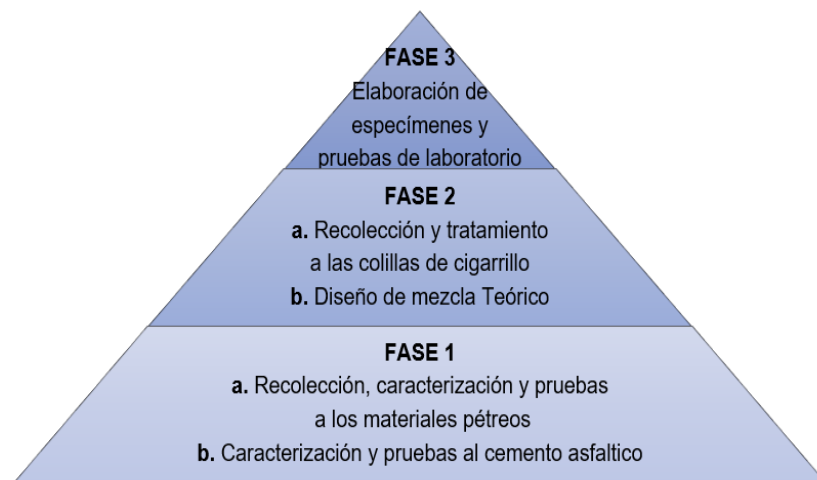 FASE 3
Elaboración de
especímenes y
pruebas de laboratorio
FASE 2
a. Recolección y tratamiento
a las colillas de cigarrillo
b. Diseño de mezcla Teórico
FASE 1
a. Recolección, caracterización y pruebas
a los materiales pétreos
b. Caracterización y pruebas al cemento asfaltico